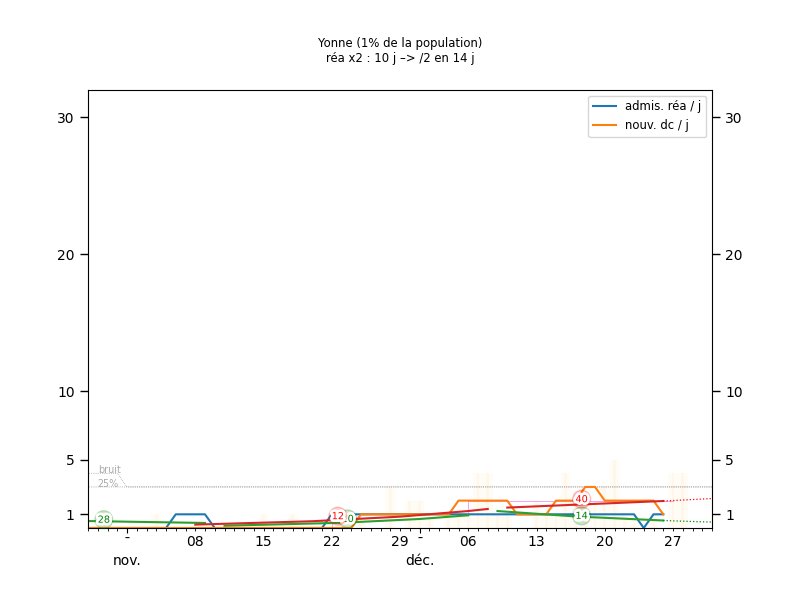 Yonne (1% de la population)
réa x2 : 10 j –> /2 en 14 j
admis. réa / j
nouv. dc / j
30
30
20
20
10
10
5
5
bruit
25%
1
1
28
12
40
14
- 08 15 22 29 - 06 13 20 27
nov. déc.